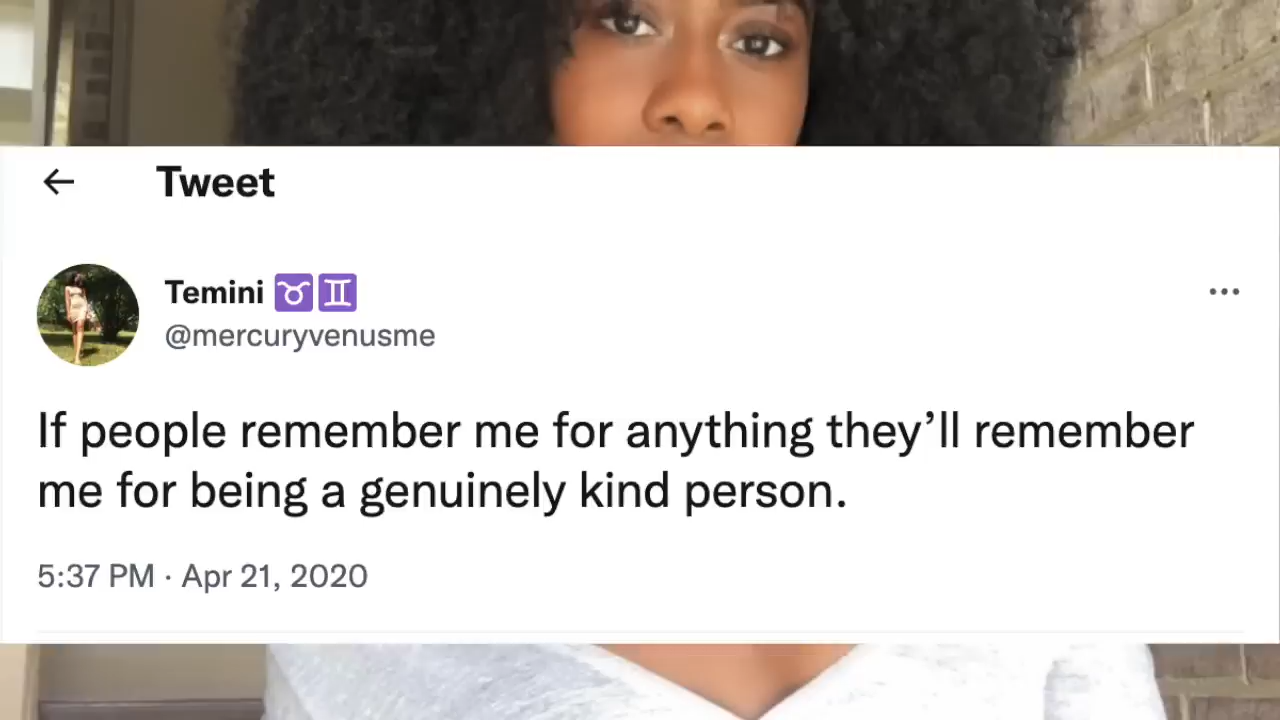 Tweet
Temini ♉♊
@mercuryvenusme
If people remember me for anything they’ll remember
me for being a genuinely kind person.
5:37 PM · Apr 21, 2020